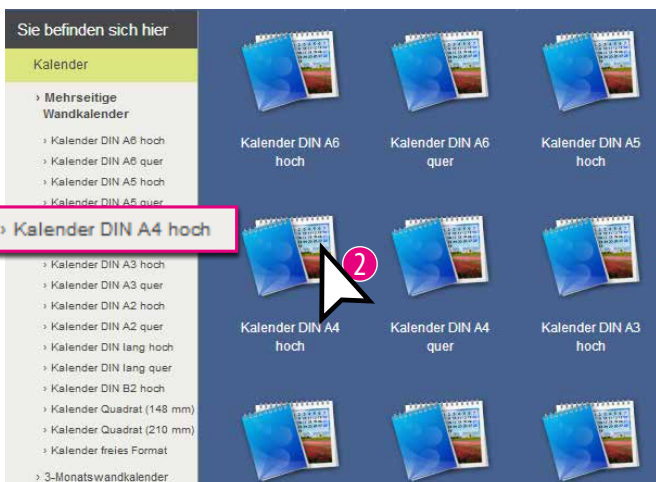 Sie befinden sich hier
Kalender
› Mehrseitige
Wandkalender
› Kalender DIN A6 hoch
› Kalender DIN A6 quer
› Kalender DIN A5 hoch
› Kalender DIN A5 quer
› Kalender DIN A4 hoch
› Kalender DIN A3 hoch
› Kalender DIN A3 quer
› Kalender DIN A2 hoch
› Kalender DIN A2 quer
› Kalender DIN lang hoch
› Kalender DIN lang quer
› Kalender DIN B2 hoch
› Kalender Quadrat (148 mm)
› Kalender Quadrat (210 mm)
› Kalender freies Format
› 3-Monatswandkalender
Kalender DIN A6
hoch
Kalender DIN A6
quer
Kalender DIN A5
hoch
2
Kalender DIN A4
hoch
Kalender DIN A4
quer
Kalender DIN A3
hoch